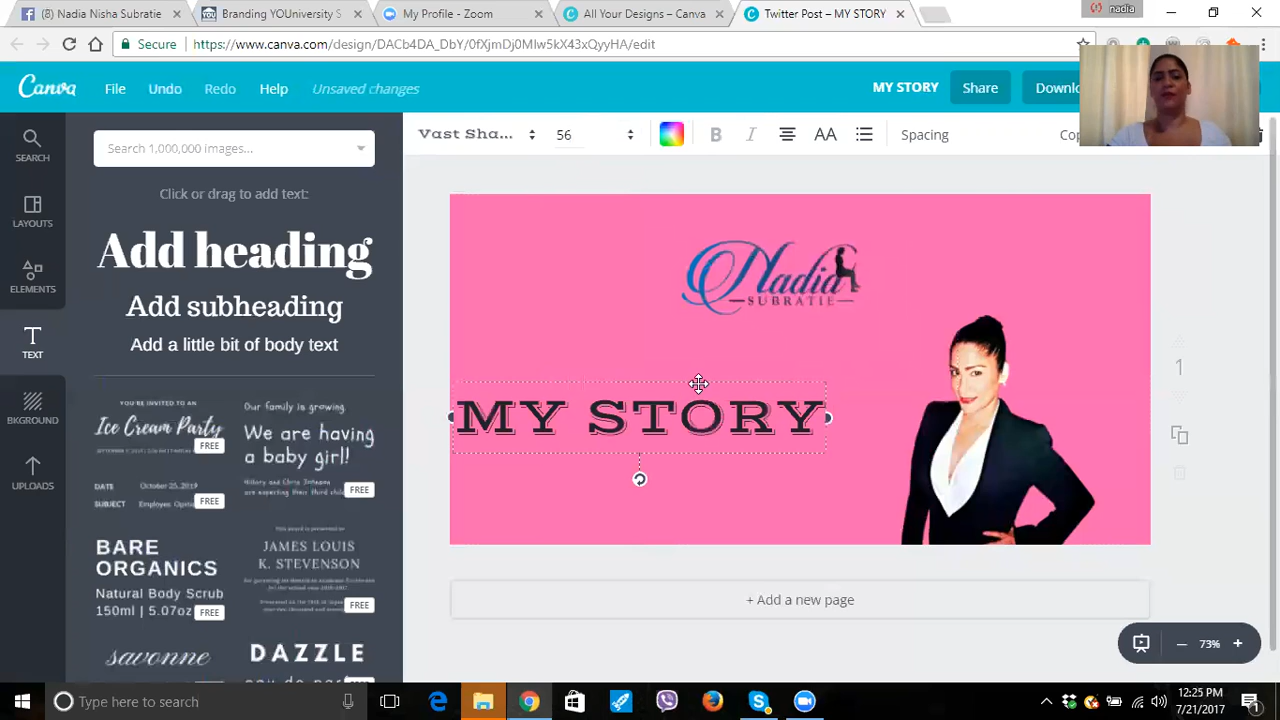 Nadia Nisha Subratie
Branding YOUniversity S
My Profile - Zoom
All Your Designs – Canva
Twitter Post – MY STORY
nadia
Secure
https://www.canva.com/design/DACb4DA_DbY/0fXjmDj0MIw5kX43xQyyHA/edit
Canva
File
Undo
Redo
Help
Unsaved changes
MY STORY
Share
Downlo
Vast Sha...
56
B
I
AA
Spacing
SEARCH
LAYOUTS
ELEMENTS
TEXT
BKGROUND
UPLOADS
Search 1,000,000 images...
Click or drag to add text:
Add heading
Add subheading
Add a little bit of body text
YOU'RE INVITED TO AN
Ice Cream Party
FREE
DATE October 25, 2019
SUBJECT
FREE
Our family is growing.
We are having
a baby girl!
FREE
BARE
ORGANICS
Natural Body Scrub
150ml | 5.07oz
FREE
JAMES LOUIS
K. STEVENSON
FREE
savonne
DAZZLE
Nadia
SUBRATIE
MY STORY
1
+ Add a new page
73%
Type here to search
12:25 PM
7/21/2017